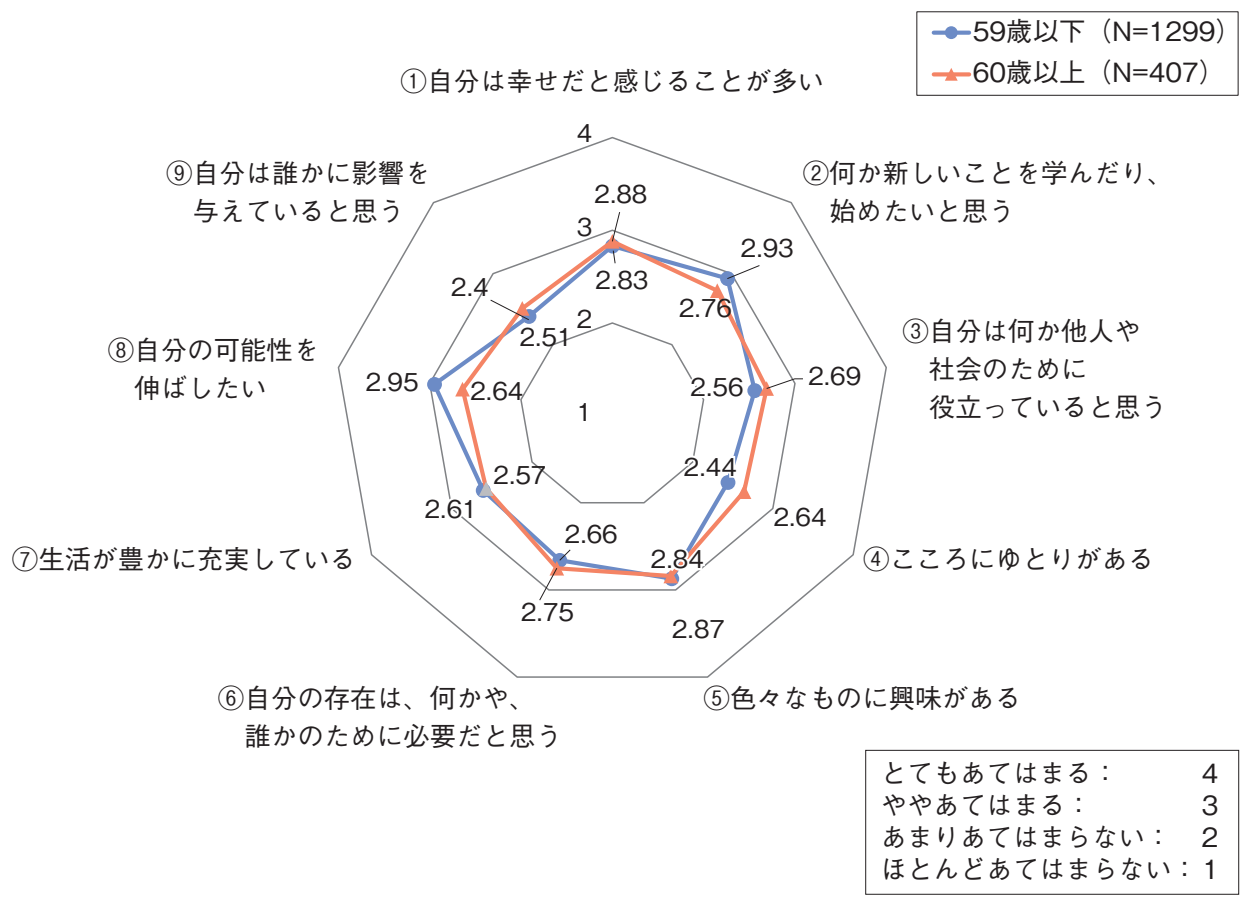 59歳以下（N=1299）
60歳以上（N=407）
①自分は幸せだと感じることが多い
4
⑨自分は誰かに影響を
与えていると思う
②何か新しいことを学んだり、
始めたいと思う
2.88
3
2.93
2.83
2.4
2.76
2
2.51
⑧自分の可能性を
伸ばしたい
③自分は何か他人や
社会のために
役立っていると思う
2.95
2.64
2.56
2.69
1
2.44
2.57
2.61
2.64
2.66
2.84
⑦生活が豊かに充実している
④こころにゆとりがある
2.75
2.87
⑥自分の存在は、何かや、
誰かのために必要だと思う
⑤色々なものに興味がある
とてもあてはまる： 4
ややあてはまる： 3
あまりあてはまらない： 2
ほとんどあてはまらない：1